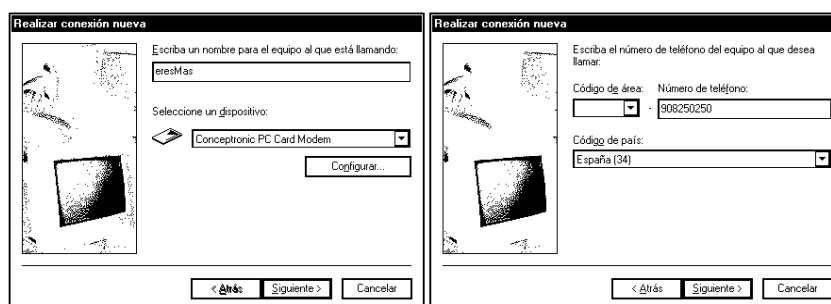 Realizar conexión nueva
Escriba un nombre para el equipo al que está llamando:
eresMas
Seleccione un dispositivo:
Conceptronic PC Card Modem
Configurar...
< Atrás Siguiente > Cancelar
Realizar conexión nueva
Escriba el número de teléfono del equipo al que desea
llamar:
Código de área: Número de teléfono:
- 908250250
Código de país:
España (34)
< Atrás Siguiente > Cancelar